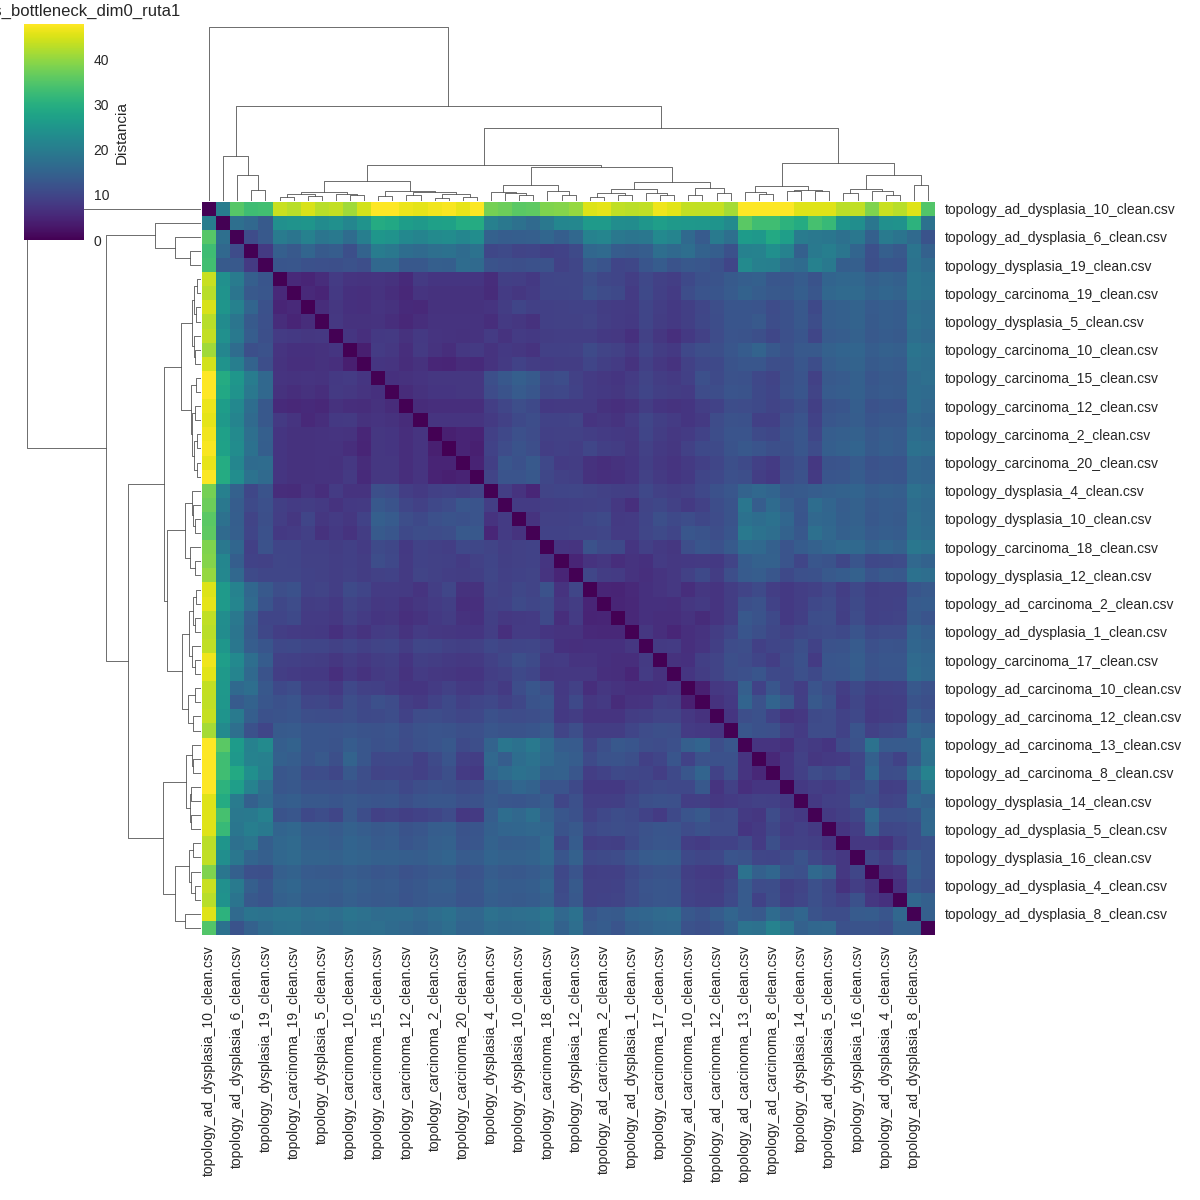 s_bottleneck_dim0_ruta1
40
30
20
10
0
Distancia
topology_ad_dysplasia_10_clean.csv
topology_ad_dysplasia_6_clean.csv
topology_dysplasia_19_clean.csv
topology_carcinoma_19_clean.csv
topology_dysplasia_5_clean.csv
topology_carcinoma_10_clean.csv
topology_carcinoma_15_clean.csv
topology_carcinoma_12_clean.csv
topology_carcinoma_2_clean.csv
topology_carcinoma_20_clean.csv
topology_dysplasia_4_clean.csv
topology_dysplasia_10_clean.csv
topology_carcinoma_18_clean.csv
topology_dysplasia_12_clean.csv
topology_ad_carcinoma_2_clean.csv
topology_ad_dysplasia_1_clean.csv
topology_carcinoma_17_clean.csv
topology_ad_carcinoma_10_clean.csv
topology_ad_carcinoma_12_clean.csv
topology_ad_carcinoma_13_clean.csv
topology_ad_carcinoma_8_clean.csv
topology_dysplasia_14_clean.csv
topology_ad_dysplasia_5_clean.csv
topology_dysplasia_16_clean.csv
topology_ad_dysplasia_4_clean.csv
topology_ad_dysplasia_8_clean.csv
topology_ad_dysplasia_10_clean.csv
topology_ad_dysplasia_6_clean.csv
topology_dysplasia_19_clean.csv
topology_carcinoma_19_clean.csv
topology_dysplasia_5_clean.csv
topology_carcinoma_10_clean.csv
topology_carcinoma_15_clean.csv
topology_carcinoma_12_clean.csv
topology_carcinoma_2_clean.csv
topology_carcinoma_20_clean.csv
topology_dysplasia_4_clean.csv
topology_dysplasia_10_clean.csv
topology_carcinoma_18_clean.csv
topology_dysplasia_12_clean.csv
topology_ad_carcinoma_2_clean.csv
topology_ad_dysplasia_1_clean.csv
topology_carcinoma_17_clean.csv
topology_ad_carcinoma_10_clean.csv
topology_ad_carcinoma_12_clean.csv
topology_ad_carcinoma_13_clean.csv
topology_ad_carcinoma_8_clean.csv
topology_dysplasia_14_clean.csv
topology_ad_dysplasia_5_clean.csv
topology_dysplasia_16_clean.csv
topology_ad_dysplasia_4_clean.csv
topology_ad_dysplasia_8_clean.csv